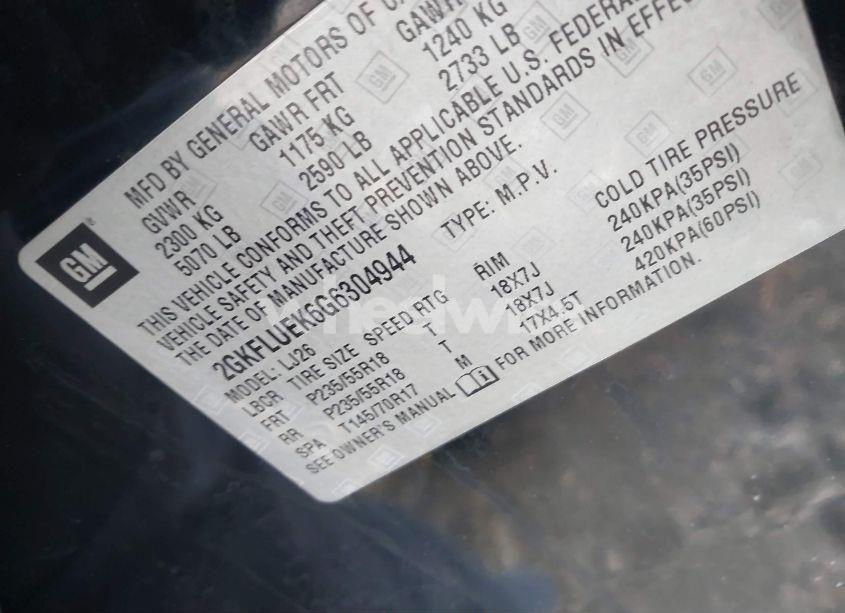 MFD BY GENERAL MOTORS OF
GVWR GAWR FRT GAWR
2300 KG 1175 KG 1240 KG
5070 LB 2590 LB 2733 LB
THIS VEHICLE CONFORMS TO ALL APPLICABLE U.S. FEDERAL
VEHICLE SAFETY AND THEFT PREVENTION STANDARDS IN EFFECT
THE DATE OF MANUFACTURE SHOWN ABOVE.
2GKFLUEK6G6304944 TYPE: M.P.V.
MODEL: LJ26
LBCR TIRE SIZE SPEED RTG RIM COLD TIRE PRESSURE
FRT P235/55R18 T 18X7J 240KPA(35PSI)
RR P235/55R18 T 18X7J 240KPA(35PSI)
SPA T145/70R17 M 17X4.5T 420KPA(60PSI)
SEE OWNER'S MANUAL FOR MORE INFORMATION.
GM